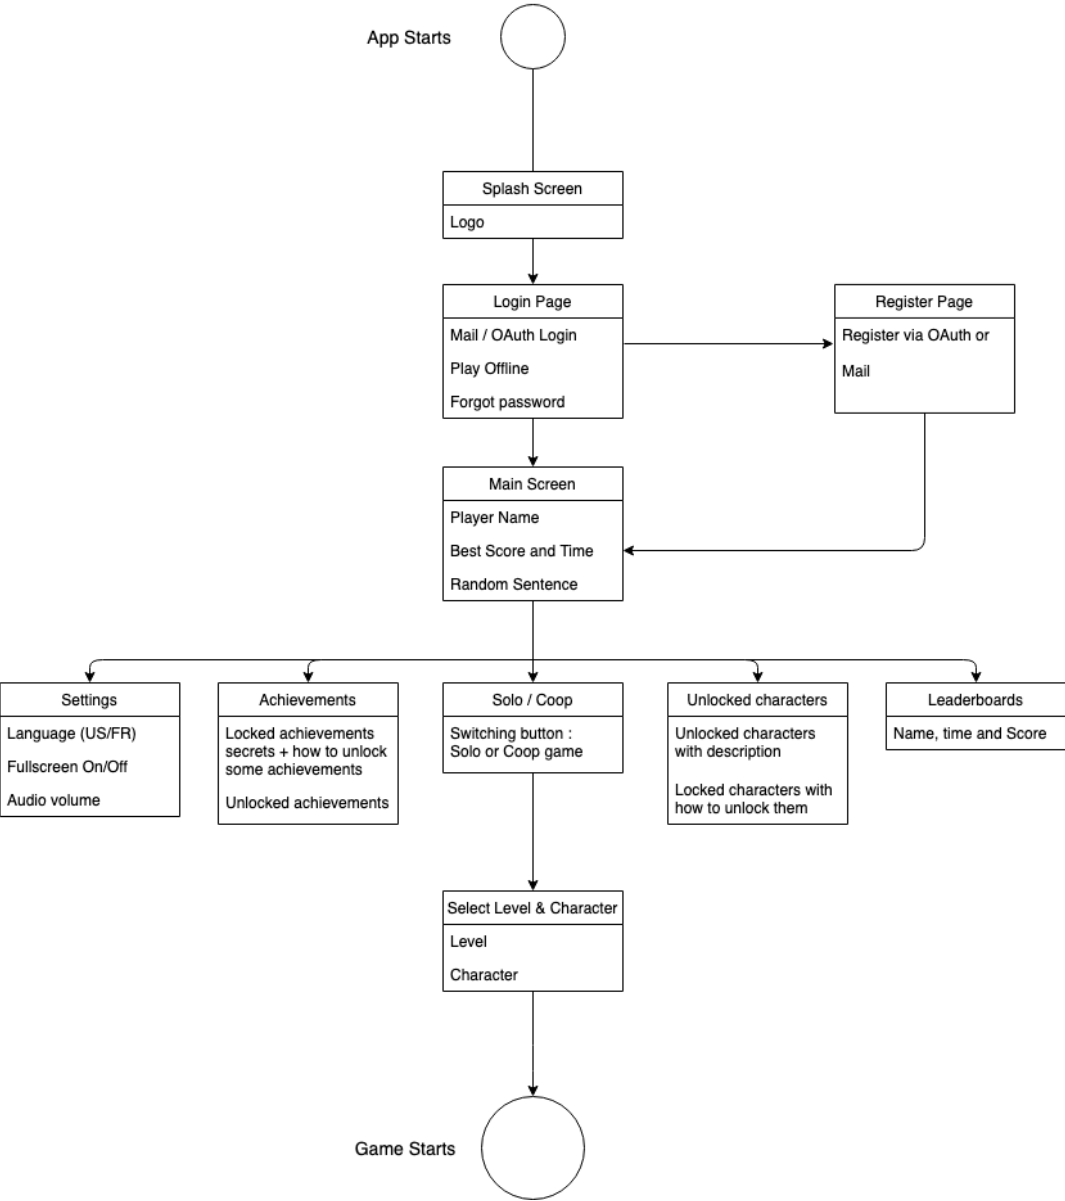 App Starts
Splash Screen
Logo
Login Page
Mail / OAuth Login
Play Offline
Forgot password
Register Page
Register via OAuth or
Mail
Main Screen
Player Name
Best Score and Time
Random Sentence
Settings
Language (US/FR)
Fullscreen On/Off
Audio volume
Achievements
Locked achievements
secrets + how to unlock
some achievements
Unlocked achievements
Solo / Coop
Switching button :
Solo or Coop game
Unlocked characters
Unlocked characters
with description
Locked characters with
how to unlock them
Leaderboards
Name, time and Score
Select Level & Character
Level
Character
Game Starts